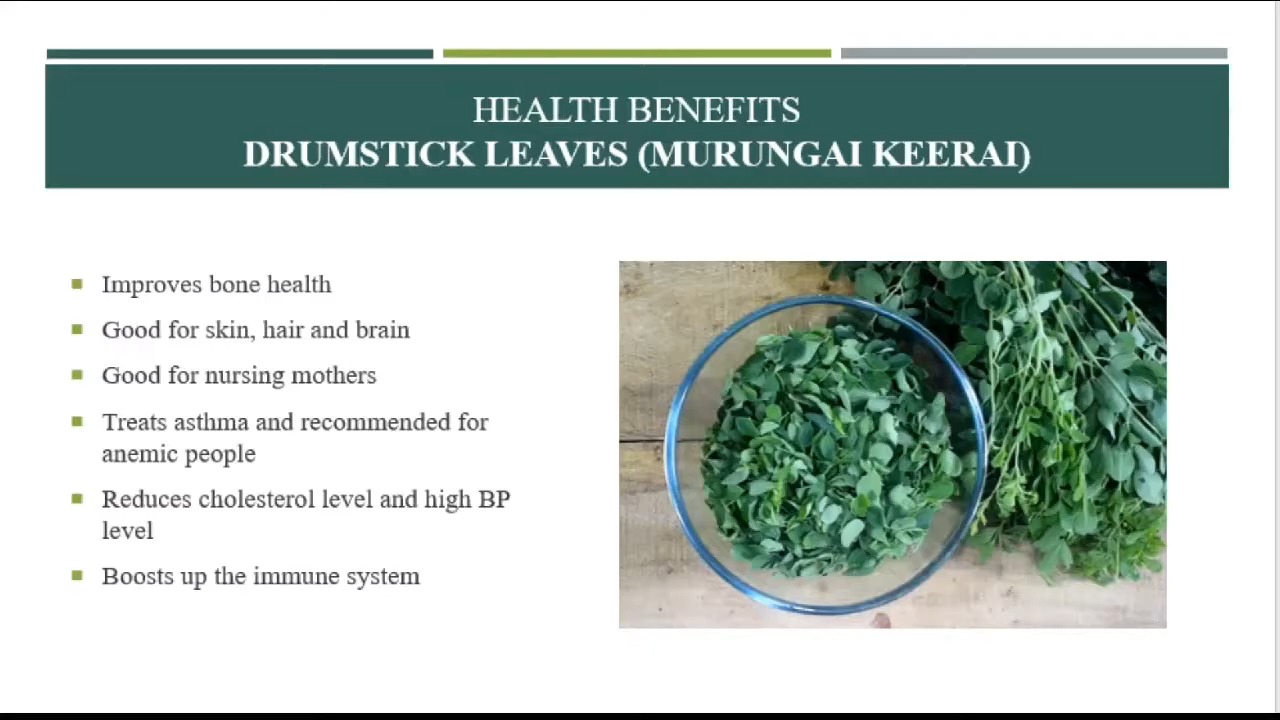 HEALTH BENEFITS
DRUMSTICK LEAVES (MURUNGAI KEERAI)
Improves bone health
Good for skin, hair and brain
Good for nursing mothers
Treats asthma and recommended for
anemic people
Reduces cholesterol level and high BP
level
Boosts up the immune system